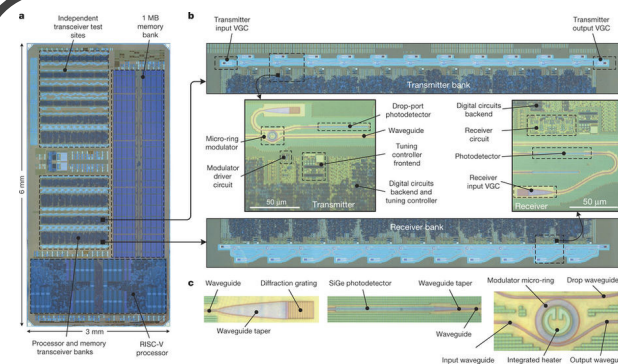 a
Independent
transceiver test
sites
1 MB
memory
bank
6 mm
3 mm
Processor and memory
transceiver banks
RISC-V
processor
b
Transmitter
input VGC
Transmitter
output VGC
Transmitter bank
Micro-ring
modulator
Modulator
driver
circuit
Drop-port
photodetector
Waveguide
Tuning
controller
frontend
Digital circuits
backend and
tuning controller
50 µm
Transmitter
Digital circuits
backend
Receiver
circuit
Photodetector
Receiver
input VGC
Receiver
50 µm
Receiver bank
c
Waveguide
Diffraction grating
Waveguide taper
SiGe photodetector
Waveguide taper
Waveguide
Modulator micro-ring
Drop waveguide
Input waveguide
Integrated heater